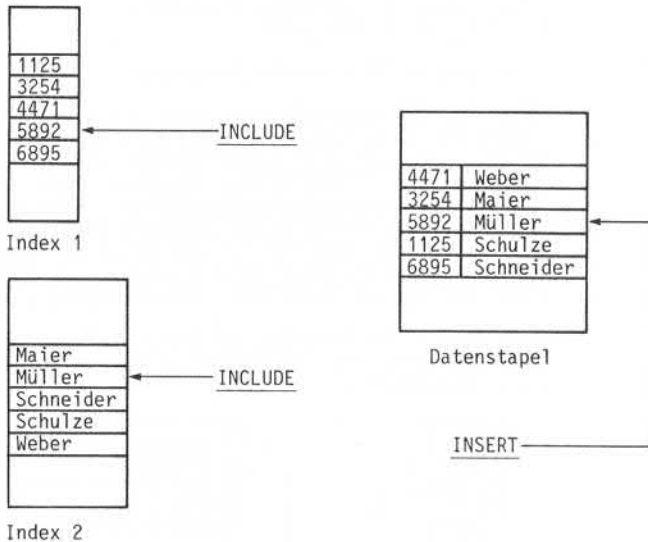 1125
3254
4471
5892
6895
INCLUDE
Index 1
4471 Weber
3254 Maier
5892 Müller
1125 Schulze
6895 Schneider
Datenstapel
Maier
Müller
Schneider
Schulze
Weber
INCLUDE
Index 2
INSERT